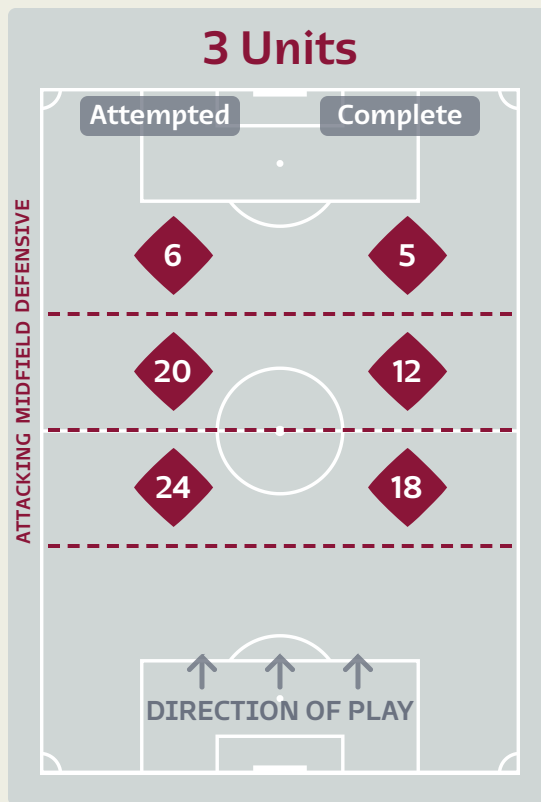 3 Units
Attempted Complete
6 5
20 12
24 18
ATTACKING MIDFIELD DEFENSIVE
DIRECTION OF PLAY